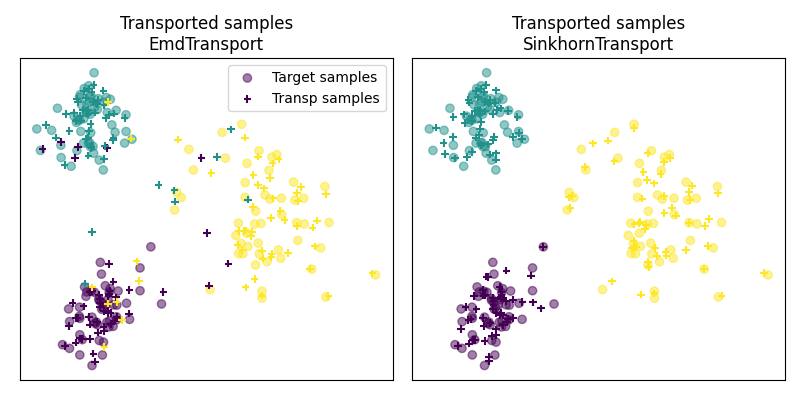 Transported samples
EmdTransport
Target samples
Transp samples
Transported samples
SinkhornTransport